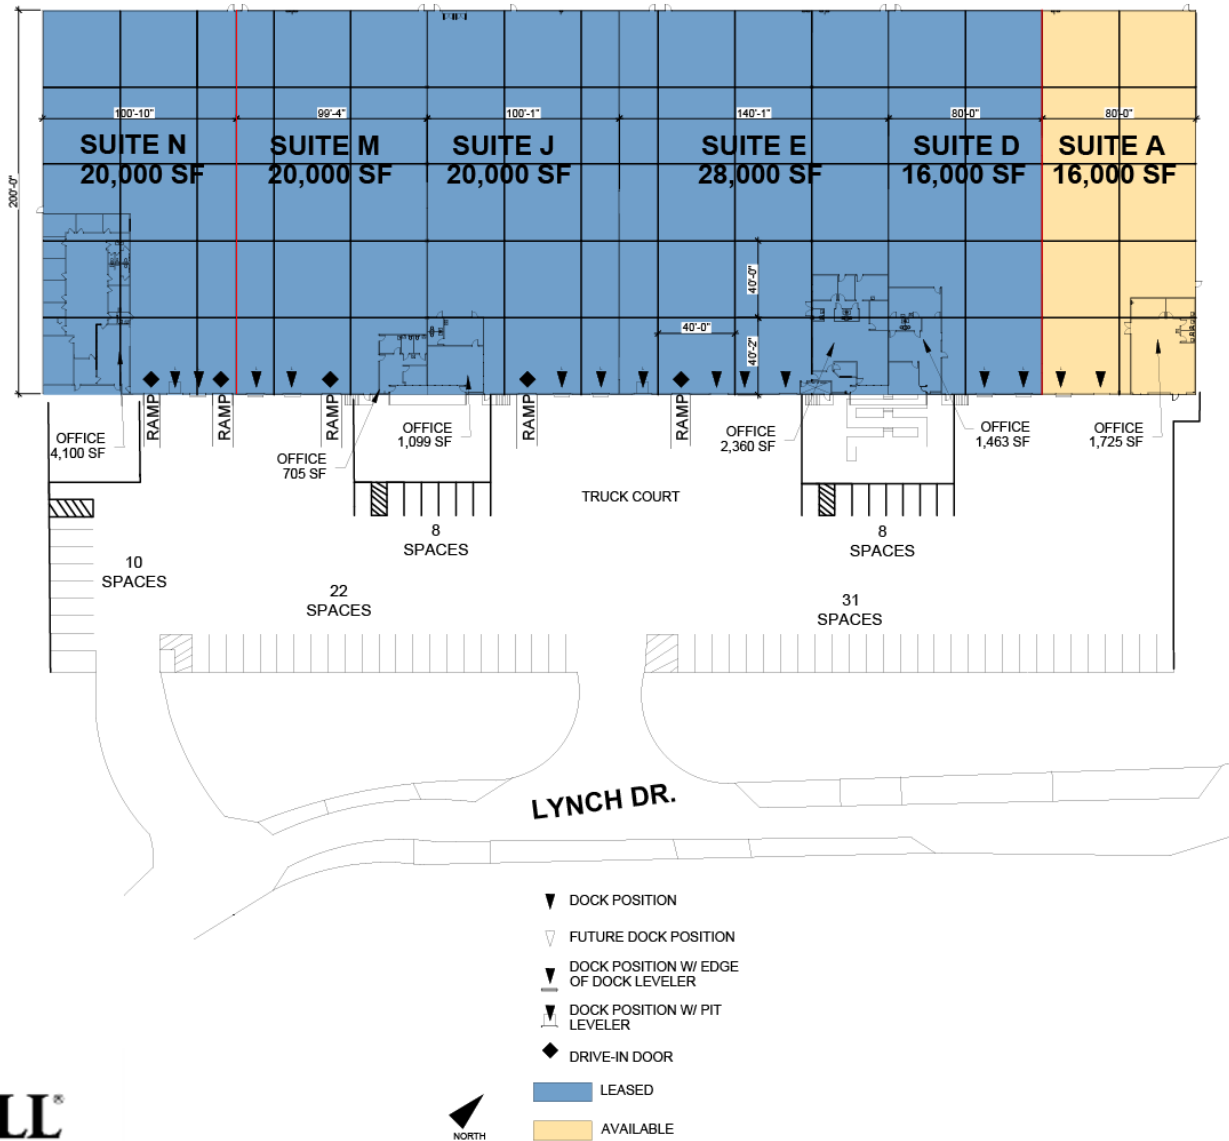 100'-10"
99'-4"
100'-1"
140'-1"
80'-0"
80'-0"
SUITE N
20,000 SF
SUITE M
20,000 SF
SUITE J
20,000 SF
SUITE E
28,000 SF
SUITE D
16,000 SF
SUITE A
16,000 SF
200'-0"
40'-0"
40'-0"
40'-2"
RAMP
RAMP
RAMP
RAMP
RAMP
OFFICE
4,100 SF
OFFICE
705 SF
OFFICE
1,099 SF
OFFICE
2,360 SF
OFFICE
1,463 SF
OFFICE
1,725 SF
TRUCK COURT
8
SPACES
8
SPACES
10
SPACES
22
SPACES
31
SPACES
LYNCH DR.
DOCK POSITION
FUTURE DOCK POSITION
DOCK POSITION W/ EDGE
OF DOCK LEVELER
DOCK POSITION W/ PIT
LEVELER
DRIVE-IN DOOR
LEASED
AVAILABLE
NORTH
LL®